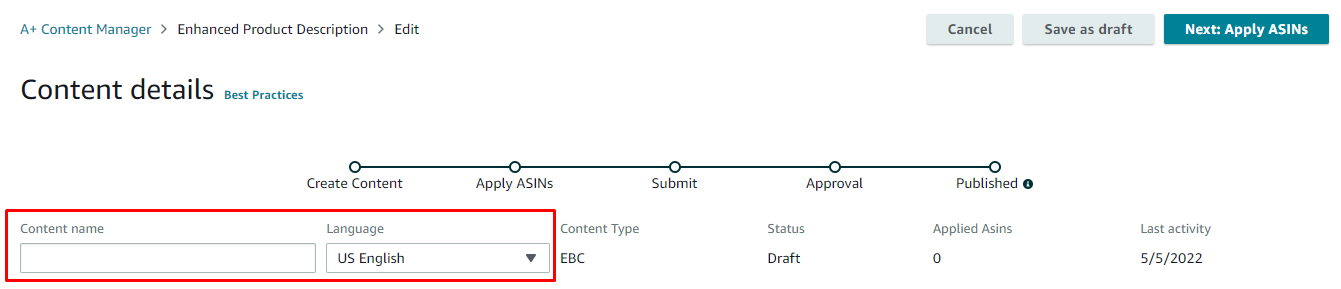 A+ Content Manager > Enhanced Product Description > Edit
Cancel
Save as draft
Next: Apply ASINs
Content details Best Practices
Create Content
Apply ASINs
Submit
Approval
Published
Content name
Language
Content Type
Status
Applied Asins
Last activity
US English
EBC
Draft
0
5/5/2022